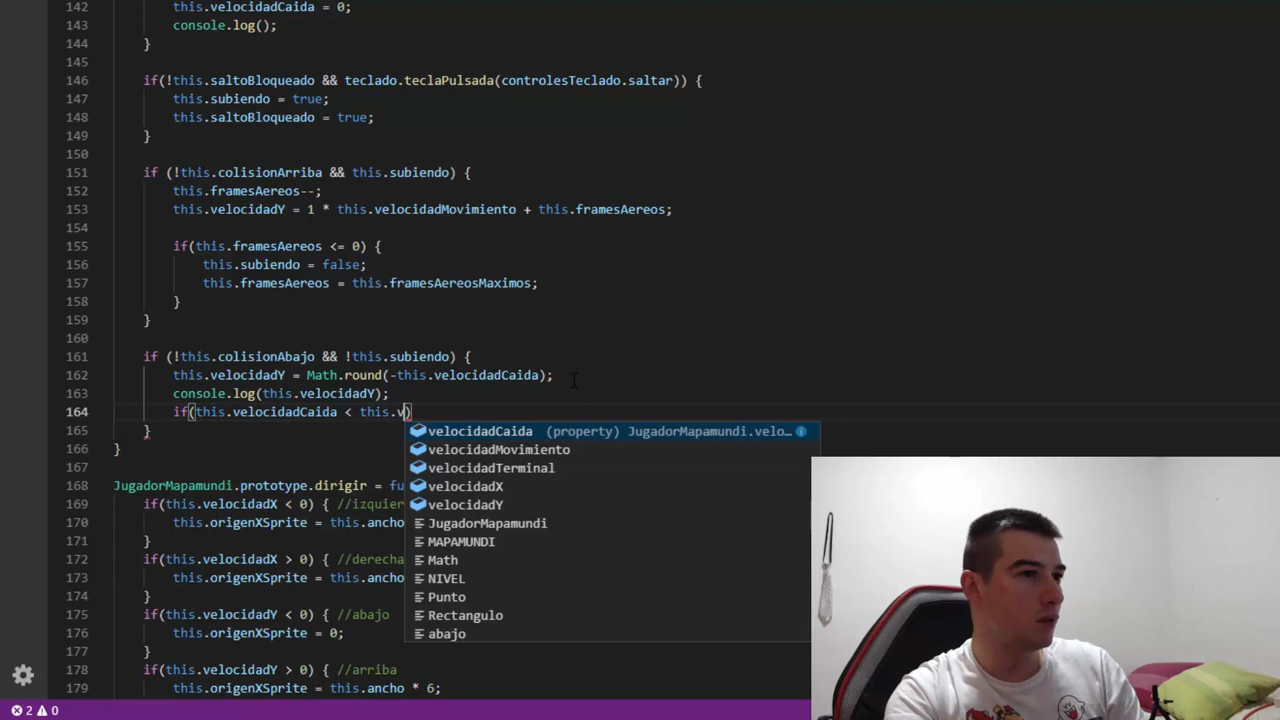 142 this.velocidadCaida = 0;
143 console.log();
144 }
145
146 if(!this.saltoBloqueado && teclado.teclaPulsada(controlesTeclado.saltar)) {
147 this.subiendo = true;
148 this.saltoBloqueado = true;
149 }
150
151 if (!this.colisionArriba && this.subiendo) {
152 this.framesAereos--;
153 this.velocidadY = 1 * this.velocidadMovimiento + this.framesAereos;
154
155 if(this.framesAereos <= 0) {
156 this.subiendo = false;
157 this.framesAereos = this.framesAereosMaximos;
158 }
159 }
160
161 if (!this.colisionAbajo && !this.subiendo) {
162 this.velocidadY = Math.round(-this.velocidadCaida);
163 console.log(this.velocidadY);
164 if(this.velocidadCaida < this.v)
165 }
velocidadCaida (property) JugadorMapamundi.velo...
166 }
velocidadMovimiento
167
velocidadTerminal
168 JugadorMapamundi.prototype.dirigir = fu
velocidadX
169 if(this.velocidadX < 0) { //izquier
velocidadY
170 this.origenXSprite = this.ancho
JugadorMapamundi
171 }
MAPAMUNDI
172 if(this.velocidadX > 0) { //derecha
Math
173 this.origenXSprite = this.ancho
NIVEL
174 }
Punto
175 if(this.velocidadY < 0) { //abajo
Rectangulo
176 this.origenXSprite = 0;
abajo
177 }
178 if(this.velocidadY > 0) { //arriba
179 this.origenXSprite = this.ancho * 6;
2 0